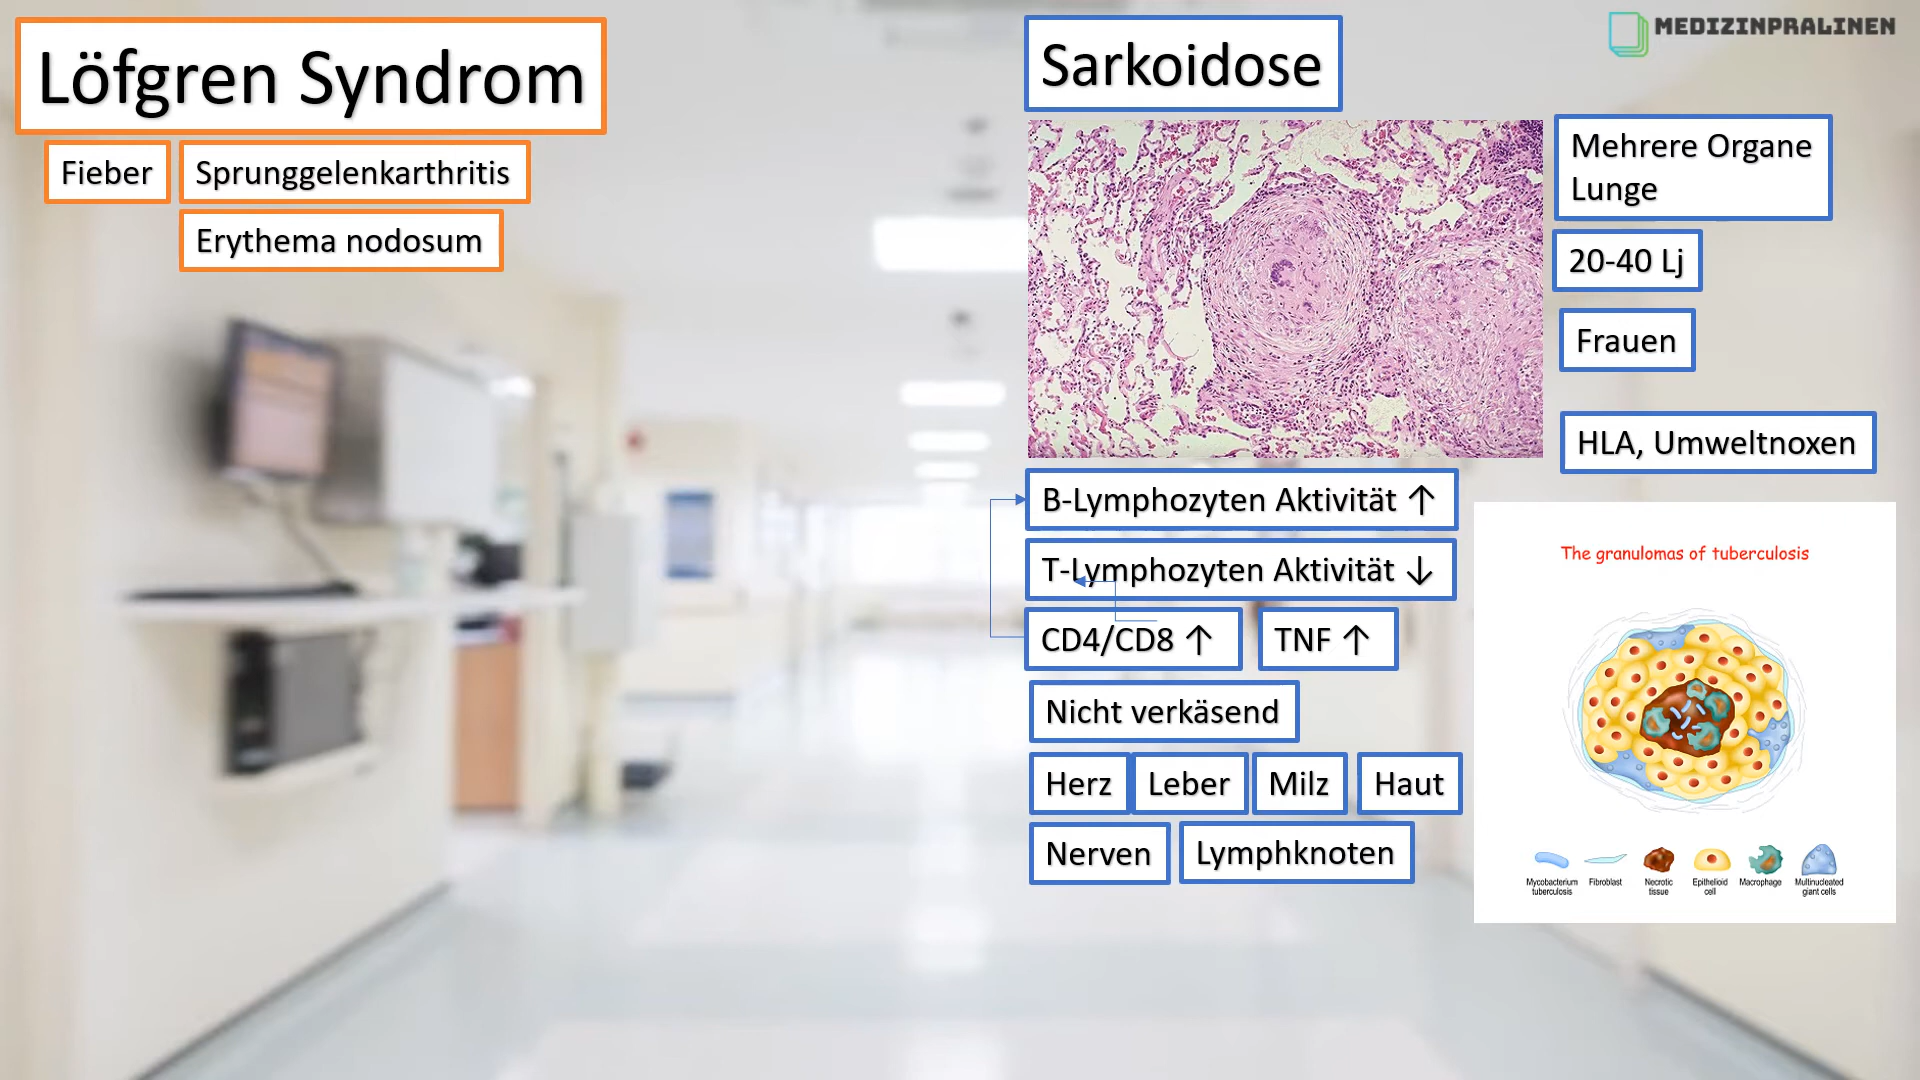 Löfgren Syndrom
Fieber
Sprunggelenkarthritis
Erythema nodosum
Sarkoidose
MEDIZINPRALINEN
Mehrere Organe
Lunge
20-40 Lj
Frauen
HLA, Umweltnoxen
B-Lymphozyten Aktivität ↑
T-Lymphozyten Aktivität ↓
CD4/CD8 ↑
TNF ↑
Nicht verkäsend
Herz
Leber
Milz
Haut
Nerven
Lymphknoten
The granulomas of tuberculosis
Mycobacterium
tuberculosis
Fibroblast
Necrotic
tissue
Epithelioid
cell
Macrophage
Multinucleated
giant cells